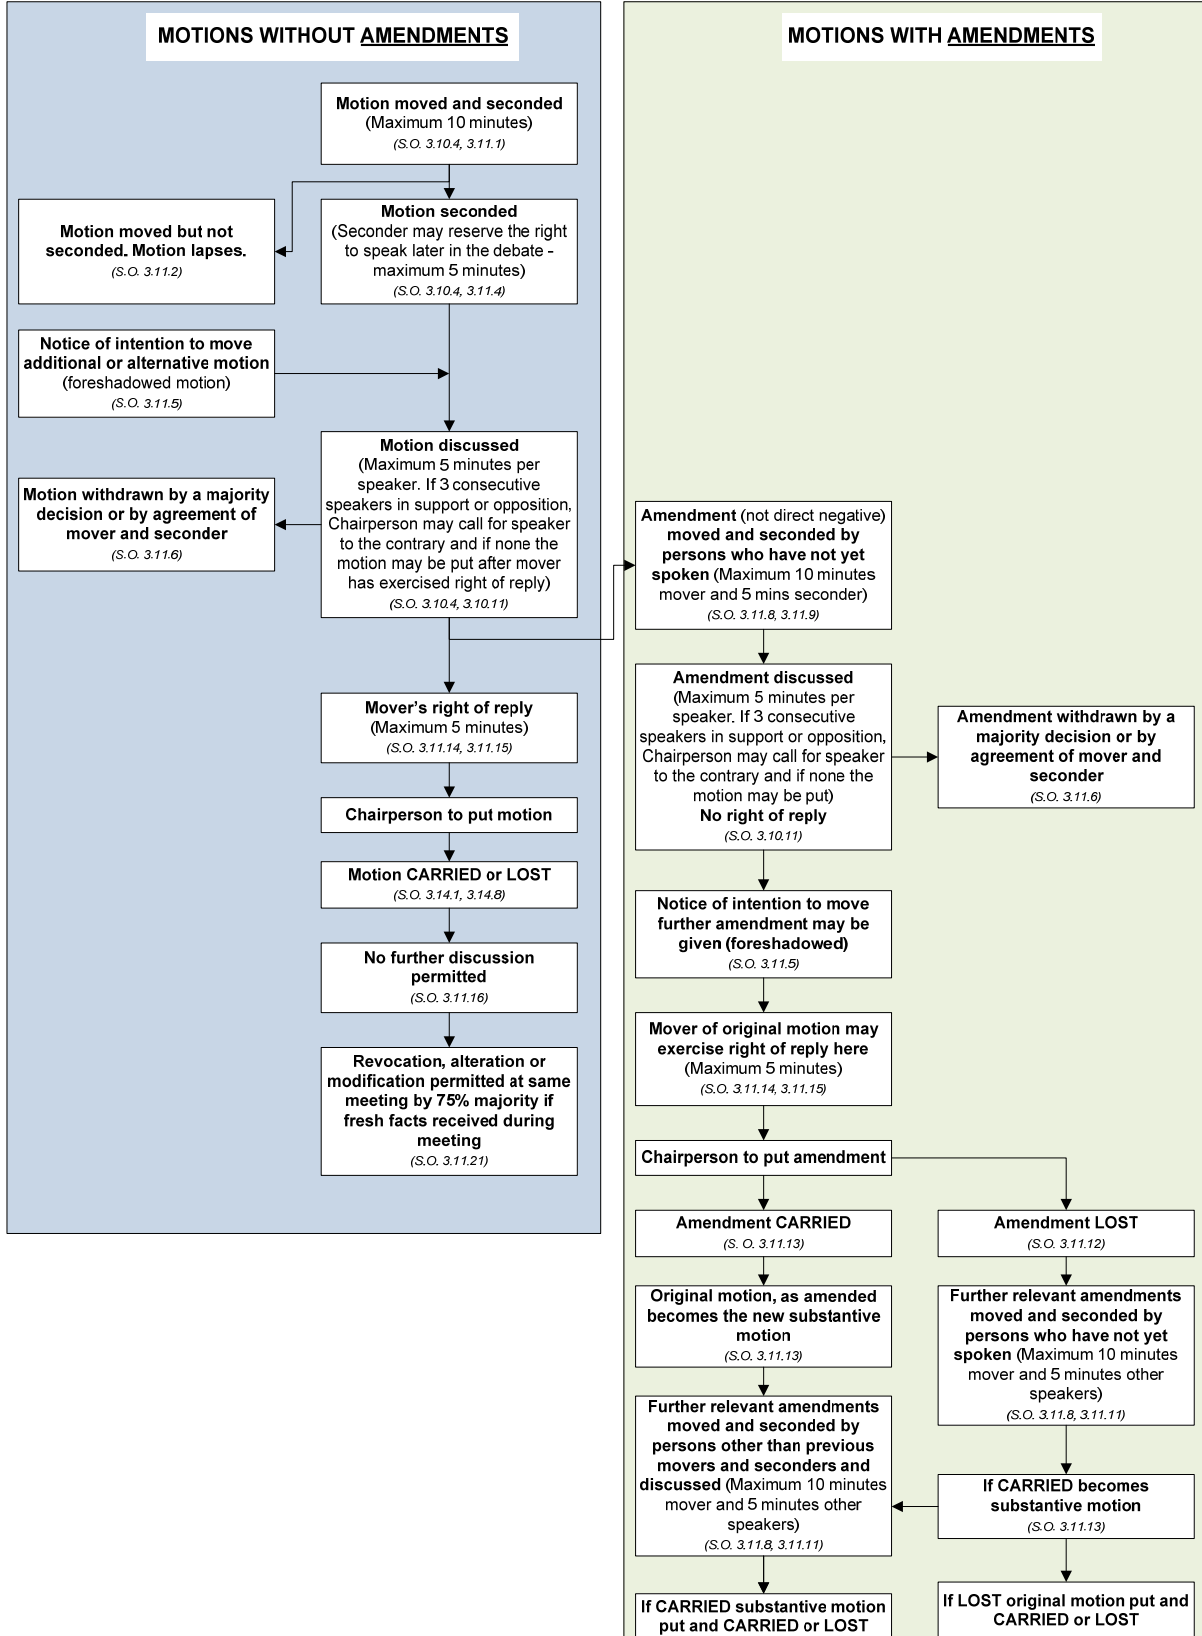 MOTIONS WITHOUT AMENDMENTS
Motion moved and seconded
(Maximum 10 minutes)
(S.O. 3.10.4, 3.11.1)
Motion moved but not
seconded. Motion lapses.
(S.O. 3.11.2)
Motion seconded
(Seconder may reserve the right
to speak later in the debate -
maximum 5 minutes)
(S.O. 3.10.4, 3.11.4)
Notice of intention to move
additional or alternative motion
(foreshadowed motion)
(S.O. 3.11.5)
Motion discussed
(Maximum 5 minutes per
speaker. If 3 consecutive
speakers in support or opposition,
Chairperson may call for speaker
to the contrary and if none the
motion may be put after mover
has exercised right of reply)
(S.O. 3.10.4, 3.10.11)
Motion withdrawn by a majority
decision or by agreement of
mover and seconder
(S.O. 3.11.6)
Mover's right of reply
(Maximum 5 minutes)
(S.O. 3.11.14, 3.11.15)
Chairperson to put motion
Motion CARRIED or LOST
(S.O. 3.14.1, 3.14.8)
No further discussion
permitted
(S.O. 3.11.16)
Revocation, alteration or
modification permitted at same
meeting by 75% majority if
fresh facts received during
meeting
(S.O. 3.11.21)
MOTIONS WITH AMENDMENTS
Amendment (not direct negative)
moved and seconded by
persons who have not yet
spoken (Maximum 10 minutes
mover and 5 mins seconder)
(S.O. 3.11.8, 3.11.9)
Amendment discussed
(Maximum 5 minutes per
speaker. If 3 consecutive
speakers in support or opposition,
Chairperson may call for speaker
to the contrary and if none the
motion may be put)
No right of reply
(S.O. 3.10.11)
Amendment withdrawn by a
majority decision or by
agreement of mover and
seconder
(S.O. 3.11.6)
Notice of intention to move
further amendment may be
given (foreshadowed)
(S.O. 3.11.5)
Mover of original motion may
exercise right of reply here
(Maximum 5 minutes)
(S.O. 3.11.14, 3.11.15)
Chairperson to put amendment
Amendment CARRIED
(S. O. 3.11.13)
Amendment LOST
(S.O. 3.11.12)
Original motion, as amended
becomes the new substantive
motion
(S.O. 3.11.13)
Further relevant amendments
moved and seconded by
persons who have not yet
spoken (Maximum 10 minutes
mover and 5 minutes other
speakers)
(S.O. 3.11.8, 3.11.11)
Further relevant amendments
moved and seconded by
persons other than previous
movers and seconders and
discussed (Maximum 10 minutes
mover and 5 minutes other
speakers)
(S.O. 3.11.8, 3.11.11)
If CARRIED becomes
substantive motion
(S.O. 3.11.13)
If CARRIED substantive motion
put and CARRIED or LOST
If LOST original motion put and
CARRIED or LOST